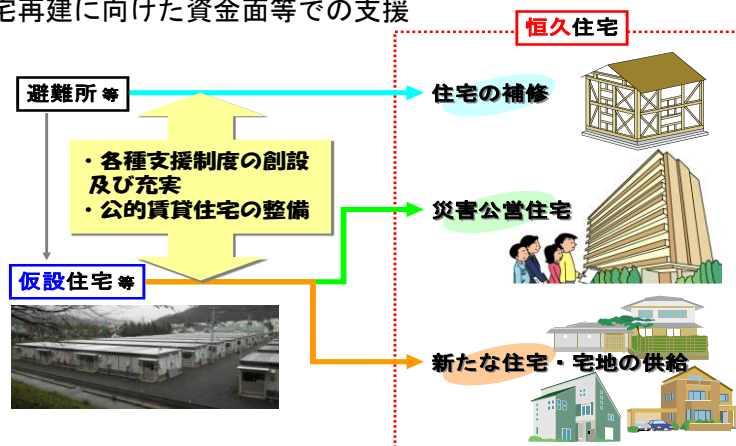 宅再建に向けた資金面等での支援
恒久住宅
避難所等
住宅の補修
・各種支援制度の創設
及び充実
・公的賃貸住宅の整備
災害公営住宅
仮設住宅等
新たな住宅・宅地の供給